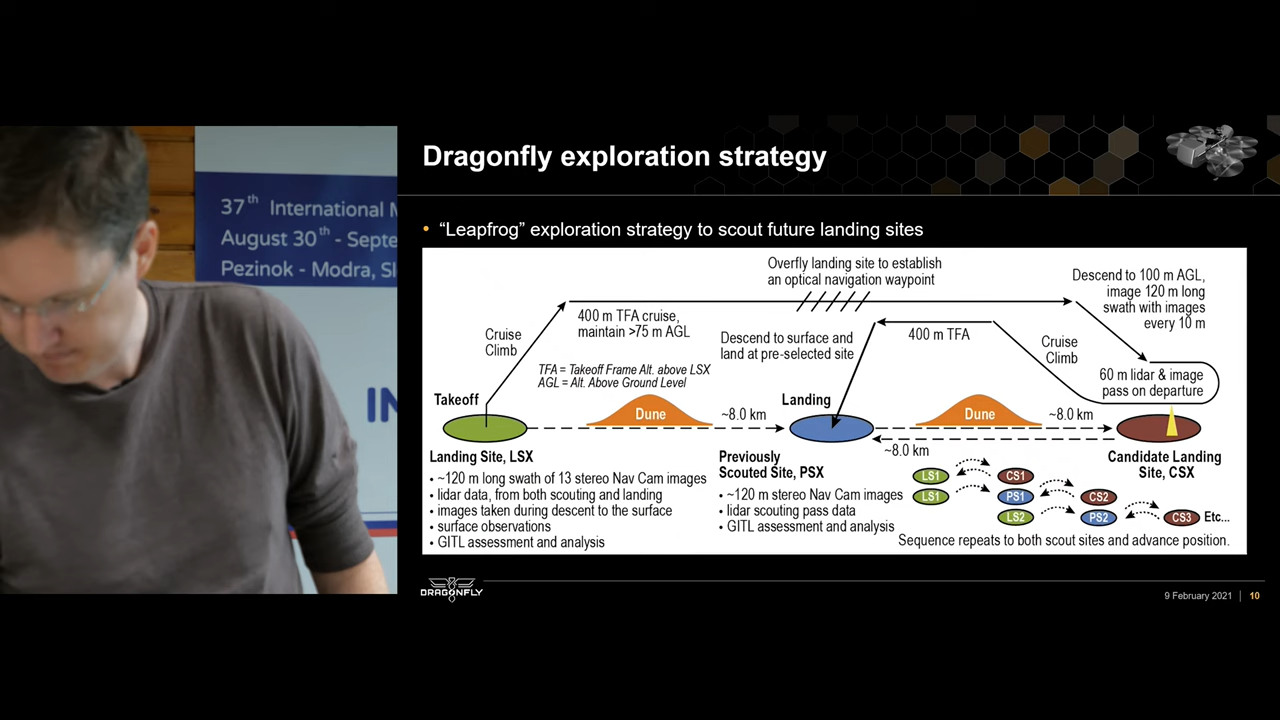 37th International
August 30th - Septe
Pezinok - Modra, Sl
IN
Dragonfly exploration strategy
• “Leapfrog” exploration strategy to scout future landing sites
Overfly landing site to establish
an optical navigation waypoint
Descend to 100 m AGL,
image 120 m long
swath with images
every 10 m
Cruise
Climb
400 m TFA cruise,
maintain >75 m AGL
Descend to surface and
land at pre-selected site
400 m TFA
Cruise
Climb
60 m lidar & image
pass on departure
TFA = Takeoff Frame Alt. above LSX
AGL = Alt. Above Ground Level
Takeoff
Dune
~8.0 km
Landing
Dune
~8.0 km
~8.0 km
Landing Site, LSX
• ~120 m long swath of 13 stereo Nav Cam images
• lidar data, from both scouting and landing
• images taken during descent to the surface
• surface observations
• GITL assessment and analysis
Previously
Scouted Site, PSX
• ~120 m stereo Nav Cam images
• lidar scouting pass data
• GITL assessment and analysis
Candidate Landing
Site, CSX
LS1 CS1
LS1 PS1 CS2
LS2 PS2 CS3 Etc...
Sequence repeats to both scout sites and advance position.
DRAGONFLY
9 February 2021 | 10